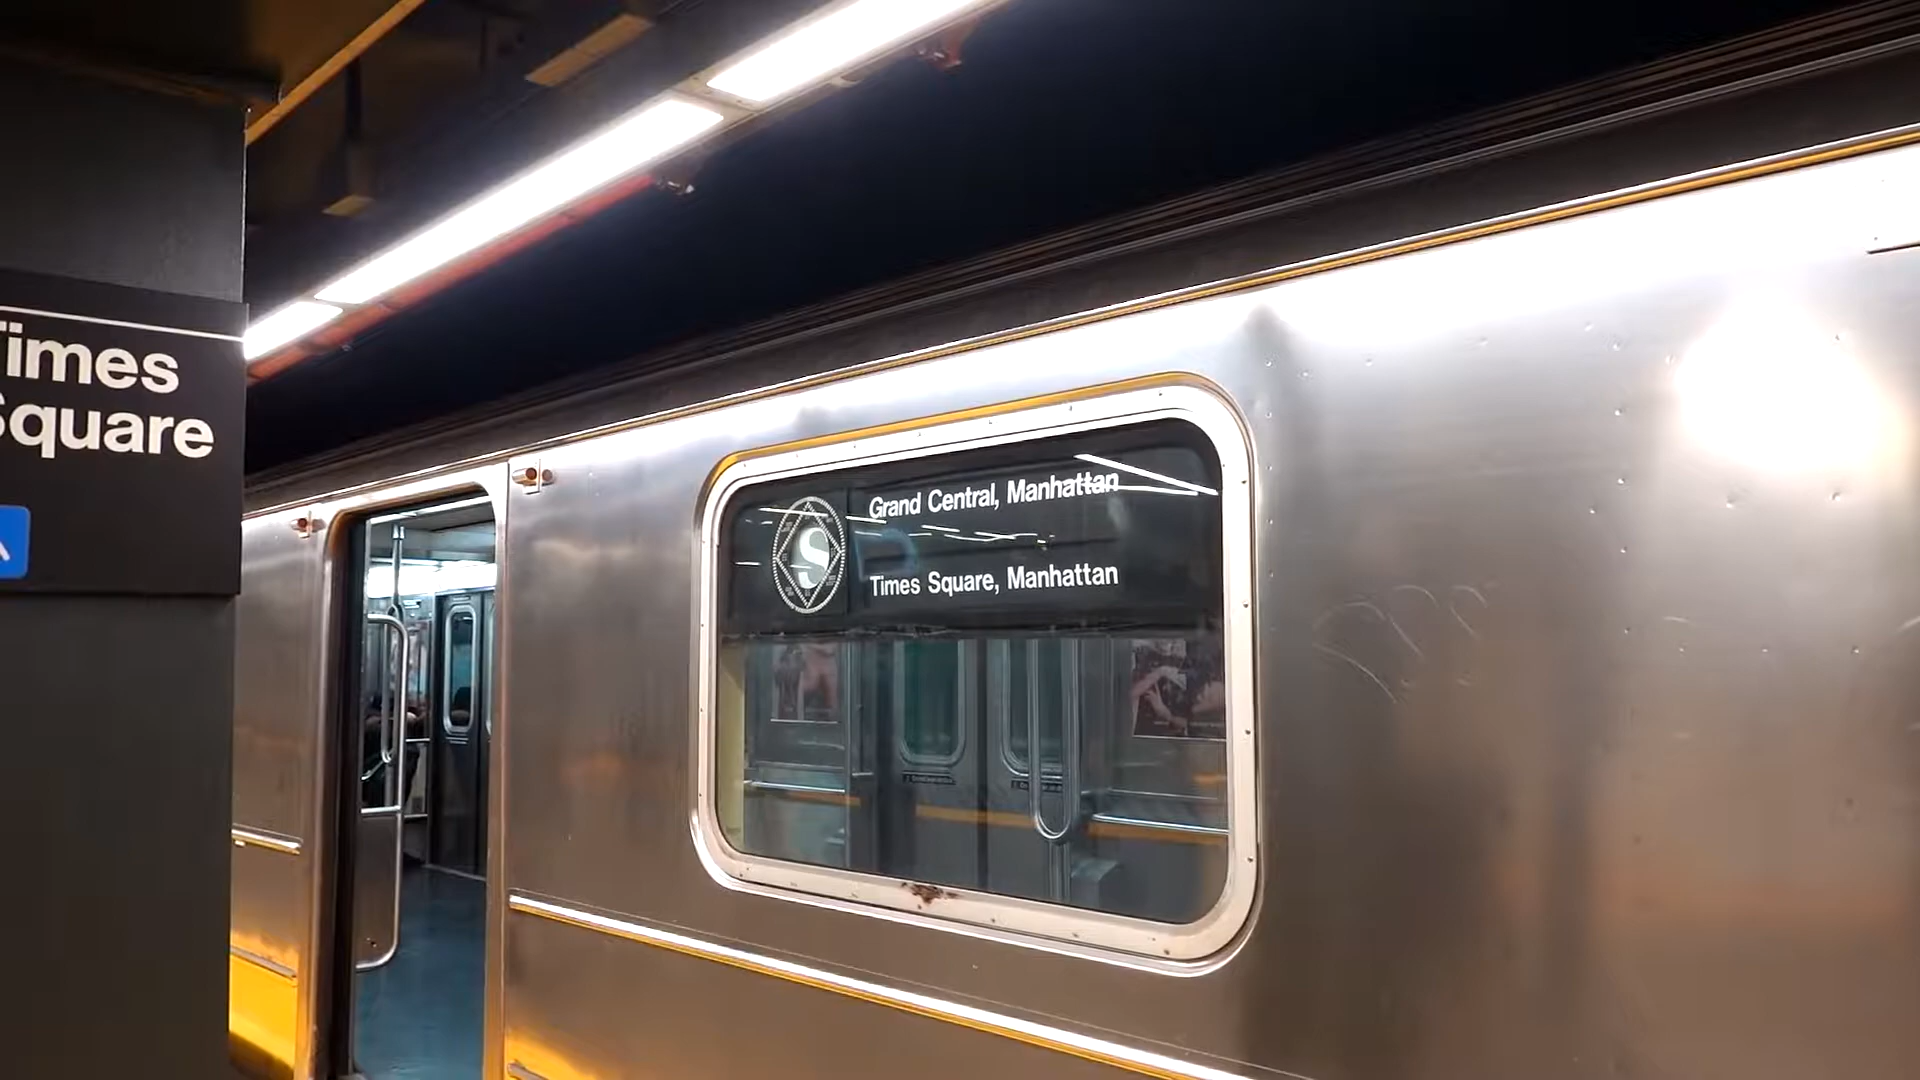 Times
Square
S
Grand Central, Manhattan
Times Square, Manhattan